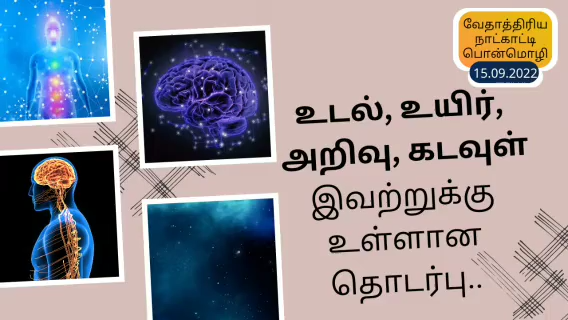 வேதாத்திரிய
நாட்காட்டி
பொன்மொழி
15.09.2022
உடல், உயிர்,
அறிவு, கடவுள்
இவற்றுக்கு
உள்ளான
தொடர்பு..